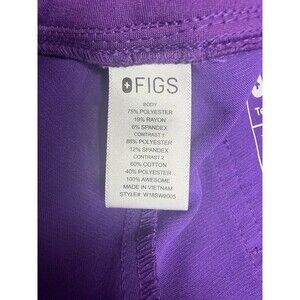 FIGS
BODY
75% POLYESTER
19% RAYON
6% SPANDEX
CONTRAST 1
88% POLYESTER
12% SPANDEX
CONTRAST 2
60% COTTON
40% POLYESTER
100% AWESOME
MADE IN VIETNAM
STYLE#: W18SW2005